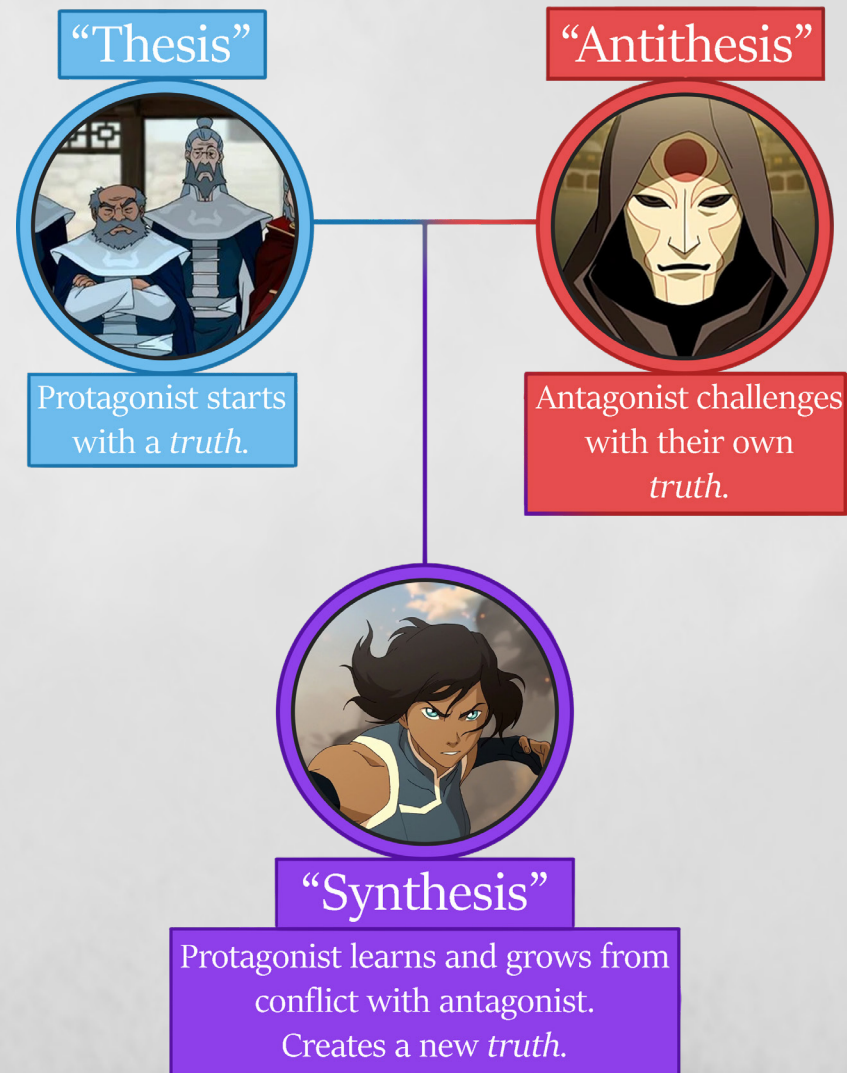 “Thesis”
Protagonist starts
with a truth.
“Antithesis”
Antagonist challenges
with their own
truth.
“Synthesis”
Protagonist learns and grows from
conflict with antagonist.
Creates a new truth.